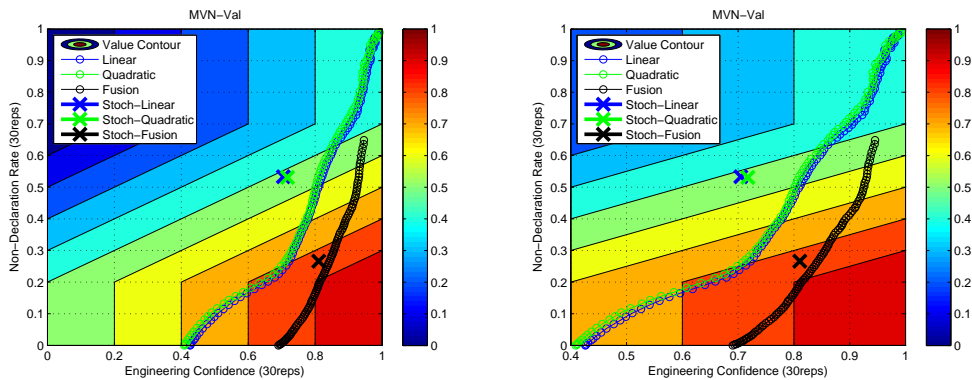 MVN-Val
1
0.9
0.8
0.7
0.6
0.5
0.4
0.3
0.2
0.1
0
Non-Declaration Rate (30reps)
Value Contour
Linear
Quadratic
Fusion
Stoch-Linear
Stoch-Quadratic
Stoch-Fusion
0 0.2 0.4 0.6 0.8 1
Engineering Confidence (30reps)
1
0.9
0.8
0.7
0.6
0.5
0.4
0.3
0.2
0.1
0
MVN-Val
1
0.9
0.8
0.7
0.6
0.5
0.4
0.3
0.2
0.1
0
Non-Declaration Rate (30reps)
Value Contour
Linear
Quadratic
Fusion
Stoch-Linear
Stoch-Quadratic
Stoch-Fusion
0.4 0.5 0.6 0.7 0.8 0.9 1
Engineering Confidence (30reps)
1
0.9
0.8
0.7
0.6
0.5
0.4
0.3
0.2
0.1
0